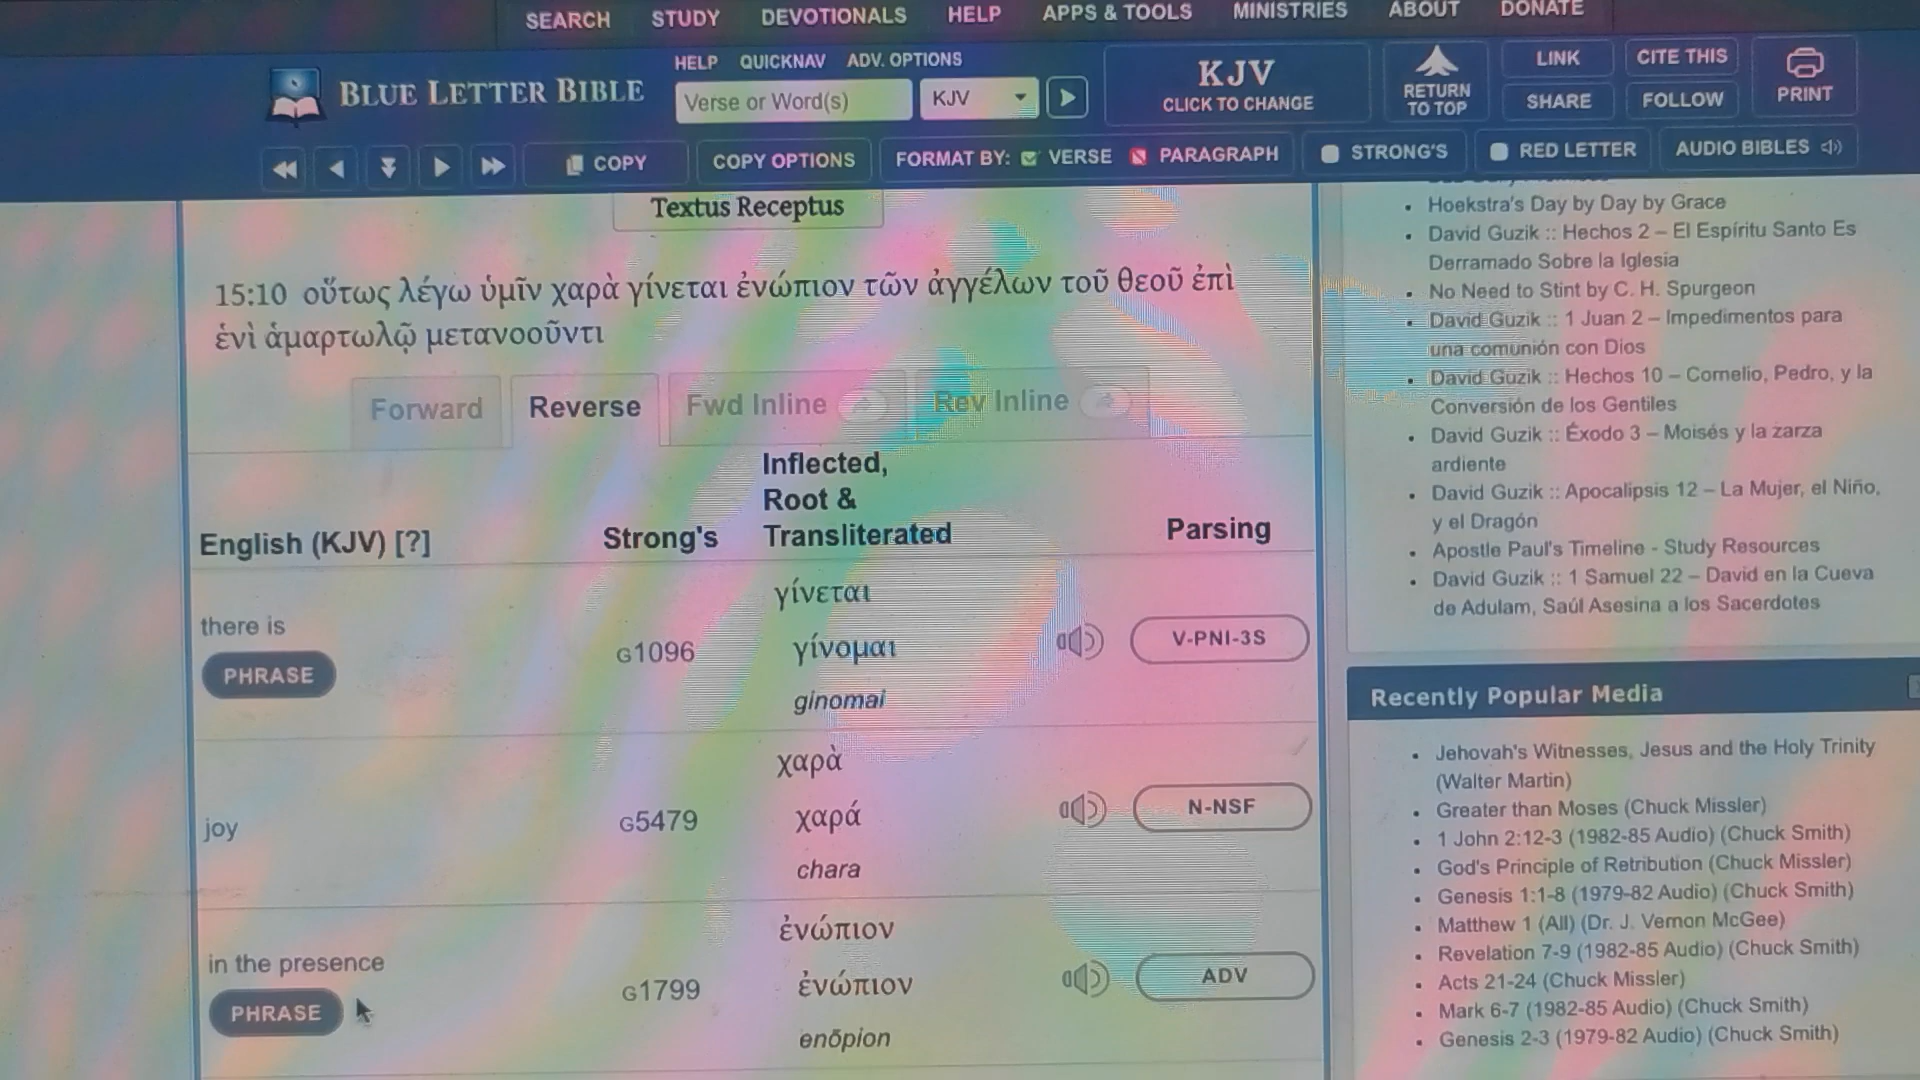 SEARCH STUDY DEVOTIONALS HELP APPS & TOOLS MINISTRIES ABOUT DONATE
BLUE LETTER BIBLE
HELP QUICKNAV ADV. OPTIONS
Verse or Word(s) KJV
KJV
CLICK TO CHANGE
RETURN
TO TOP
LINK CITE THIS
SHARE FOLLOW
PRINT
COPY COPY OPTIONS FORMAT BY: VERSE PARAGRAPH STRONG'S RED LETTER AUDIO BIBLES
Textus Receptus
15:10 οὕτως λέγω ὑμῖν χαρὰ γίνεται ἐνώπιον τῶν ἀγγέλων τοῦ θεοῦ ἐπὶ
ἑνὶ ἁμαρτωλῷ μετανοοῦντι
Forward Reverse Fwd Inline Rev Inline
English (KJV) [?] Strong's
Inflected,
Root &
Transliterated
Parsing
there is
PHRASE
G1096
γίνεται
γίνομαι
ginomai
V-PNI-3S
joy
G5479
χαρὰ
χαρά
chara
N-NSF
in the presence
PHRASE
G1799
ἐνώπιον
ἐνώπιον
enōpion
ADV
Hoekstra's Day by Day by Grace
David Guzik :: Hechos 2 – El Espíritu Santo Es
Derramado Sobre la Iglesia
No Need to Stint by C. H. Spurgeon
David Guzik :: 1 Juan 2 – Impedimentos para
una comunión con Dios
David Guzik :: Hechos 10 – Cornelio, Pedro, y la
Conversión de los Gentiles
David Guzik :: Éxodo 3 – Moisés y la zarza
ardiente
David Guzik :: Apocalipsis 12 – La Mujer, el Niño,
y el Dragón
Apostle Paul's Timeline - Study Resources
David Guzik :: 1 Samuel 22 – David en la Cueva
de Adulam, Saúl Asesina a los Sacerdotes
Recently Popular Media
Jehovah's Witnesses, Jesus and the Holy Trinity
(Walter Martin)
Greater than Moses (Chuck Missler)
1 John 2:12-3 (1982-85 Audio) (Chuck Smith)
God's Principle of Retribution (Chuck Missler)
Genesis 1:1-8 (1979-82 Audio) (Chuck Smith)
Matthew 1 (All) (Dr. J. Vernon McGee)
Revelation 7-9 (1982-85 Audio) (Chuck Smith)
Acts 21-24 (Chuck Missler)
Mark 6-7 (1982-85 Audio) (Chuck Smith)
Genesis 2-3 (1979-82 Audio) (Chuck Smith)